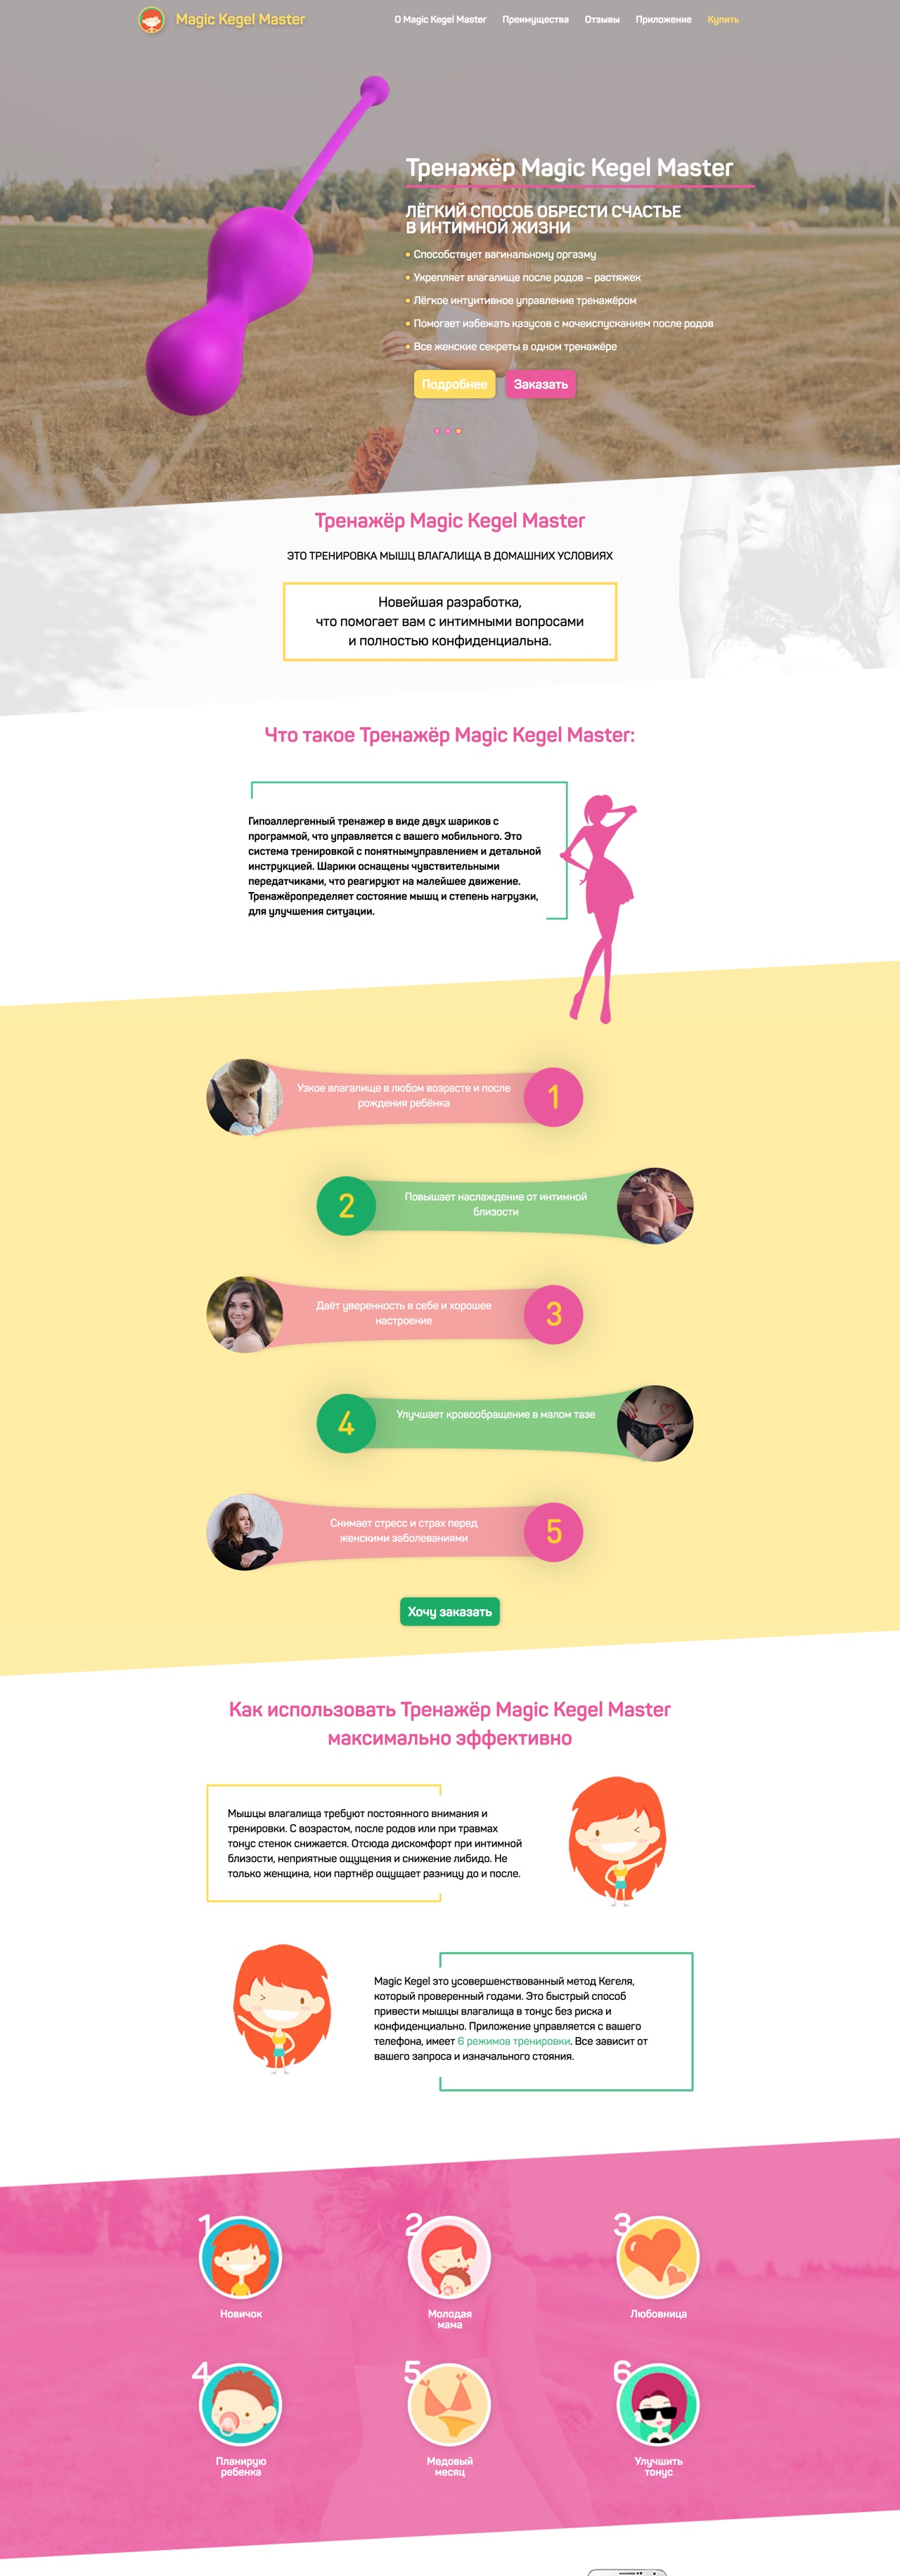 Magic Kegel Master
О Magic Kegel Master Преимущества Отзывы Приложение Купить
Тренажёр Magic Kegel Master
ЛЁГКИЙ СПОСОБ ОБРЕСТИ СЧАСТЬЕ
В ИНТИМНОЙ ЖИЗНИ
Способствует вагинальному оргазму
Укрепляет влагалище после родов – растяжек
Лёгкое интуитивное управление тренажёром
Помогает избежать казусов с мочеиспусканием после родов
Все женские секреты в одном тренажёре
Подробнее Заказать
Тренажёр Magic Kegel Master
ЭТО ТРЕНИРОВКА МЫШЦ ВЛАГАЛИЩА В ДОМАШНИХ УСЛОВИЯХ
Новейшая разработка,
что помогает вам с интимными вопросами
и полностью конфиденциальна.
Что такое Тренажёр Magic Kegel Master:
Гипоаллергенный тренажер в виде двух шариков с
программой, что управляется с вашего мобильного. Это
система тренировкой с понятнымуправлением и детальной
инструкцией. Шарики оснащены чувствительными
передатчиками, что реагируют на малейшее движение.
Тренажёропределяет состояние мышц и степень нагрузки,
для улучшения ситуации.
Узкое влагалище в любом возрасте и после
рождения ребёнка
1
2
Повышает наслаждение от интимной
близости
Даёт уверенность в себе и хорошее
настроение
3
4
Улучшает кровообращение в малом тазе
Снимает стресс и страх перед
женскими заболеваниями
5
Хочу заказать
Как использовать Тренажёр Magic Kegel Master
максимально эффективно
Мышцы влагалища требуют постоянного внимания и
тренировки. С возрастом, после родов или при травмах
тонус стенок снижается. Отсюда дискомфорт при интимной
близости, неприятные ощущения и снижение либидо. Не
только женщина, нои партнёр ощущает разницу до и после.
Magic Kegel это усовершенствованный метод Кегеля,
который проверенный годами. Это быстрый способ
привести мышцы влагалища в тонус без риска и
конфиденциально. Приложение управляется с вашего
телефона, имеет 6 режимов тренировки. Все зависит от
вашего запроса и изначального стояния.
1
Новичок
2
Молодая
мама
3
Любовница
4
Планирую
ребенка
5
Медовый
месяц
6
Улучшить
тонус